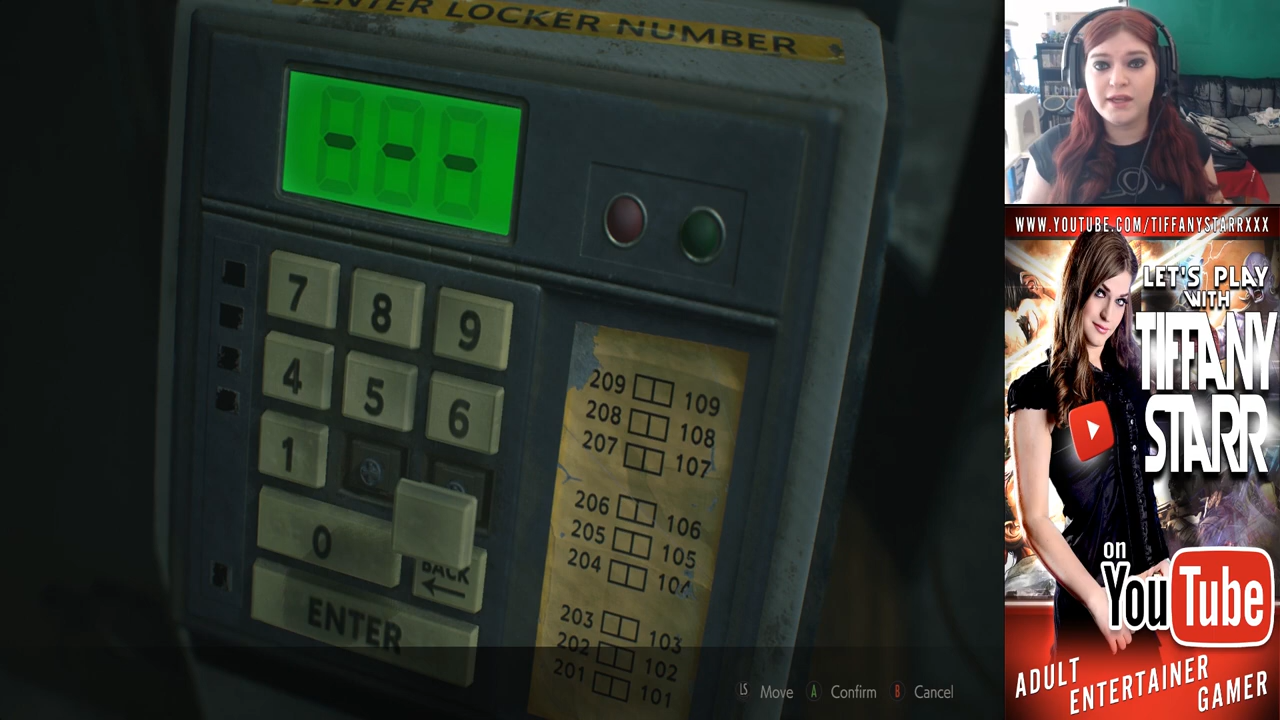 ENTER LOCKER NUMBER
- - -
7 8 9
4 5 6
1
0
BACK
ENTER
209 109
208 108
207 107
206 106
205 105
204 104
203 103
202 102
201 101
LS Move A Confirm B Cancel
WWW.YOUTUBE.COM/TIFFANYSTARRXXX
LET'S PLAY
WITH
TIFFANY
STARR
on
YouTube
ADULT
ENTERTAINER
GAMER